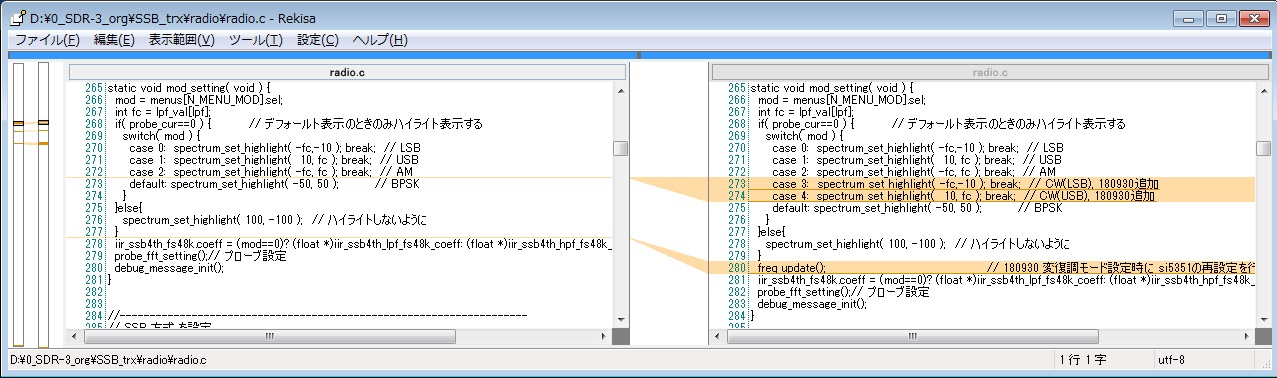 D:¥0_SDR-3_org¥SSB_trx¥radio¥radio.c - Rekisa
ファイル(F) 編集(E) 表示範囲(V) ツール(T) 設定(C) ヘルプ(H)
radio.c
265 static void mod_setting( void ) {
266 mod = menus[N_MENU_MOD].sel;
267 int fc = lpf_val[lpf];
268 if( probe_cur==0 ) { // デフォールト表示のときのみハイライト表示する
269 switch( mod ) {
270 case 0: spectrum_set_highlight( -fc,-10 ); break; // LSB
271 case 1: spectrum_set_highlight( 10, fc ); break; // USB
272 case 2: spectrum_set_highlight( -fc, fc ); break; // AM
273 default: spectrum_set_highlight( -50, 50 ); // BPSK
274 }
275 }else{
276 spectrum_set_highlight( 100, -100 ); // ハイライトしないように
277 }
278 iir_ssb4th_fs48k.coeff = (mod==0)? (float *)iir_ssb4th_lpf_fs48k_coeff: (float *)iir_ssb4th_hpf_fs48k_
279 probe_fft_setting();// プローブ設定
280 debug_message_init();
281 }
282
283
284 //------------------------------------------------------------------------
285 // SSB 方式 を設定
radio.c
265 static void mod_setting( void ) {
266 mod = menus[N_MENU_MOD].sel;
267 int fc = lpf_val[lpf];
268 if( probe_cur==0 ) { // デフォールト表示のときのみハイライト表示する
269 switch( mod ) {
270 case 0: spectrum_set_highlight( -fc,-10 ); break; // LSB
271 case 1: spectrum_set_highlight( 10, fc ); break; // USB
272 case 2: spectrum_set_highlight( -fc, fc ); break; // AM
273 case 3: spectrum_set_highlight( -fc,-10 ); break; // CW(LSB), 180930追加
274 case 4: spectrum_set_highlight( 10, fc ); break; // CW(USB), 180930追加
275 default: spectrum_set_highlight( -50, 50 ); // BPSK
276 }
277 }else{
278 spectrum_set_highlight( 100, -100 ); // ハイライトしないように
279 }
280 freq_update(); // 180930 変復調モード設定時に si5351の再設定を行
281 iir_ssb4th_fs48k.coeff = (mod==0)? (float *)iir_ssb4th_lpf_fs48k_coeff: (float *)iir_ssb4th_hpf_fs48k_
282 probe_fft_setting();// プローブ設定
283 debug_message_init();
284 }
285
D:¥0_SDR-3_org¥SSB_trx¥radio¥radio.c
1 行 1 字
utf-8